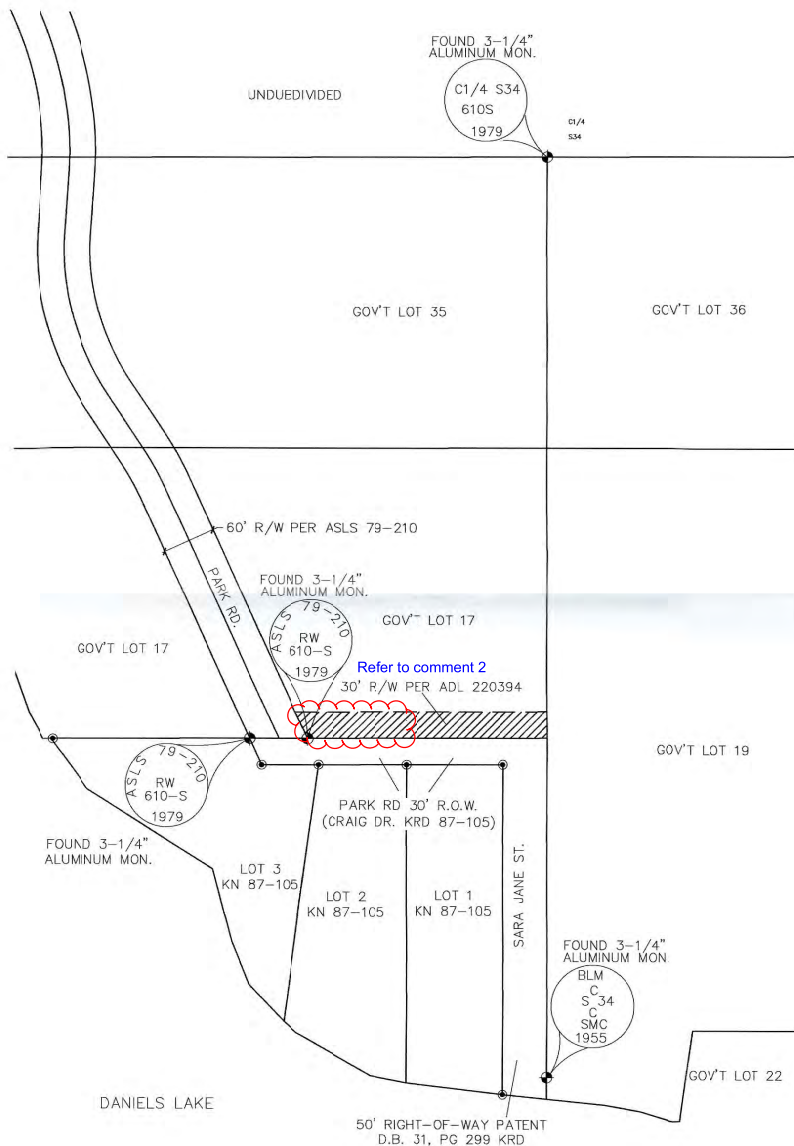 FOUND 3-1/4"
ALUMINUM MON.
C1/4 S34
610S
1979
UNDUEDIVIDED
C1/4
S34
GOV'T LOT 35
GCV'T LOT 36
60' R/W PER ASLS 79-210
PARK RD.
FOUND 3-1/4"
ALUMINUM MON.
ASLS 79-210
RW
610-S
1979
GOV'T LOT 17
GOV'T LOT 17
Refer to comment 2
30' R/W PER ADL 220394
GOV'T LOT 19
ASLS 79-210
RW
610-S
1979
FOUND 3-1/4"
ALUMINUM MON.
PARK RD 30' R.O.W.
(CRAIG DR. KRD 87-105)
LOT 3
KN 87-105
LOT 2
KN 87-105
LOT 1
KN 87-105
SARA JANE ST.
FOUND 3-1/4"
ALUMINUM MON
BLM
C
S 34
C
SMC
1955
GOV'T LOT 22
DANIELS LAKE
50' RIGHT-OF-WAY PATENT
D.B. 31, PG 299 KRD